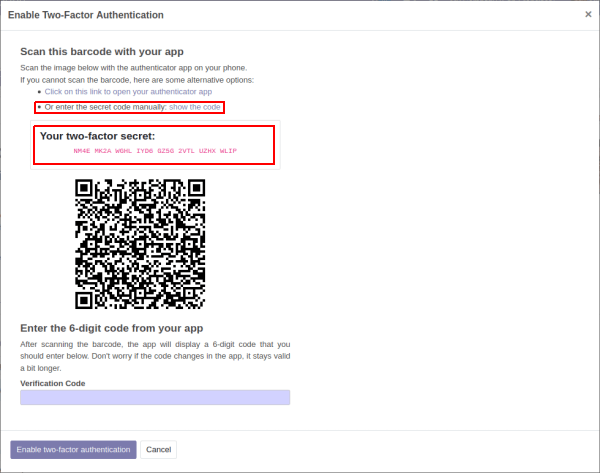 Enable Two-Factor Authentication ×
Scan this barcode with your app
Scan the image below with the authenticator app on your phone.
If you cannot scan the barcode, here are some alternative options:
• Click on this link to open your authenticator app
• Or enter the secret code manually: show the code
Your two-factor secret:
NM4E MK2A WGHL IYD6 GZSG 2VTL UZHX WLIP
Enter the 6-digit code from your app
After scanning the barcode, the app will display a 6-digit code that you
should enter below. Don't worry if the code changes in the app, it stays valid
a bit longer.
Verification Code
Enable two-factor authentication Cancel